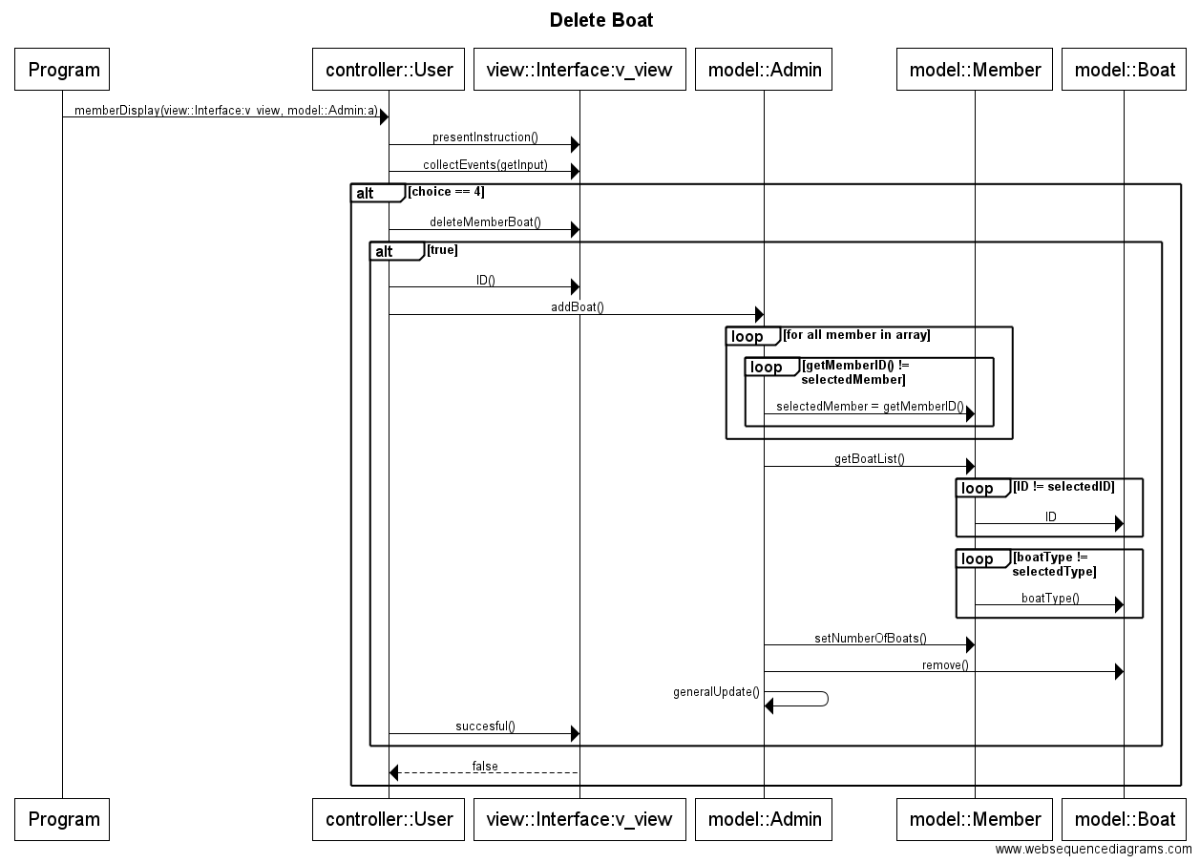 Delete Boat
Program
controller::User
view::Interface:v_view
model::Admin
model::Member
model::Boat
memberDisplay(view::Interface:v_view, model::Admin:a)
presentInstruction()
collectEvents(getInput)
alt
[choice == 4]
deleteMemberBoat()
alt
[true]
ID()
addBoat()
loop
[for all member in array]
loop
[getMemberID() !=
selectedMember]
selectedMember = getMemberID()
getBoatList()
loop
[ID != selectedID]
ID
loop
[boatType !=
selectedType]
boatType()
setNumberOfBoats()
remove()
generalUpdate()
succesful()
false
Program
controller::User
view::Interface:v_view
model::Admin
model::Member
model::Boat
www.websequencediagrams.com